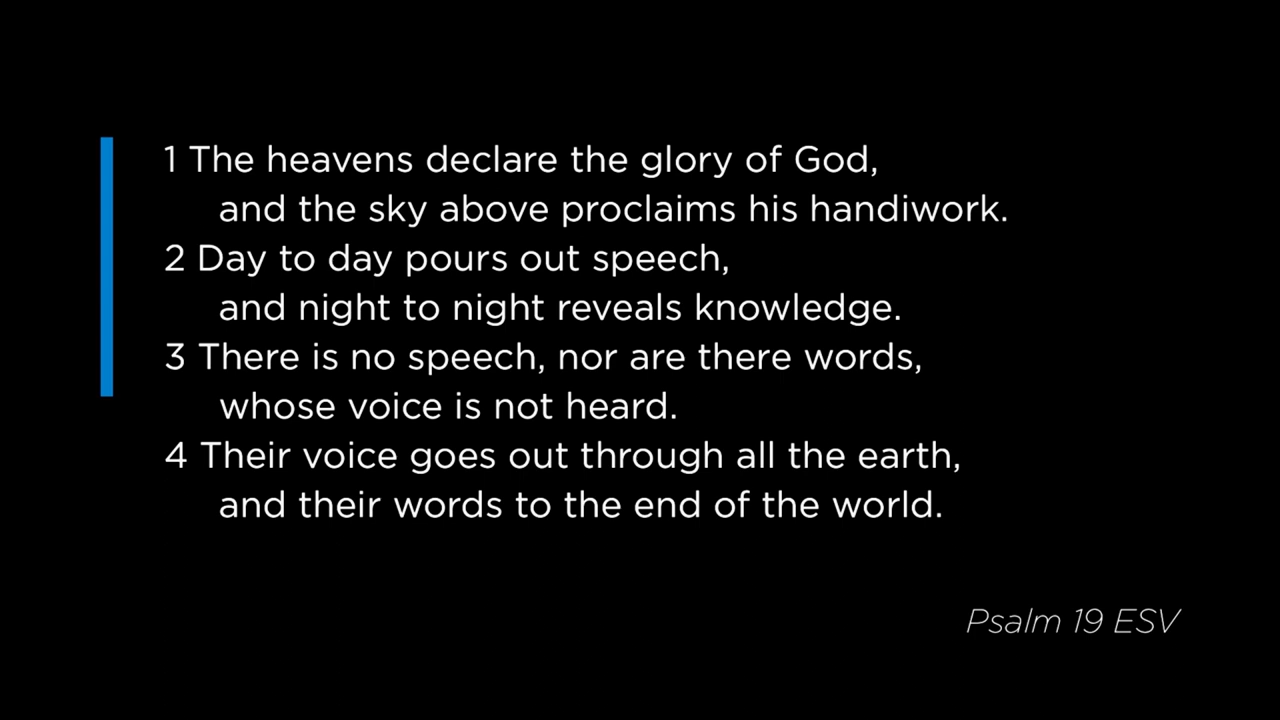 1 The heavens declare the glory of God,
and the sky above proclaims his handiwork.
2 Day to day pours out speech,
and night to night reveals knowledge.
3 There is no speech, nor are there words,
whose voice is not heard.
4 Their voice goes out through all the earth,
and their words to the end of the world.
Psalm 19 ESV